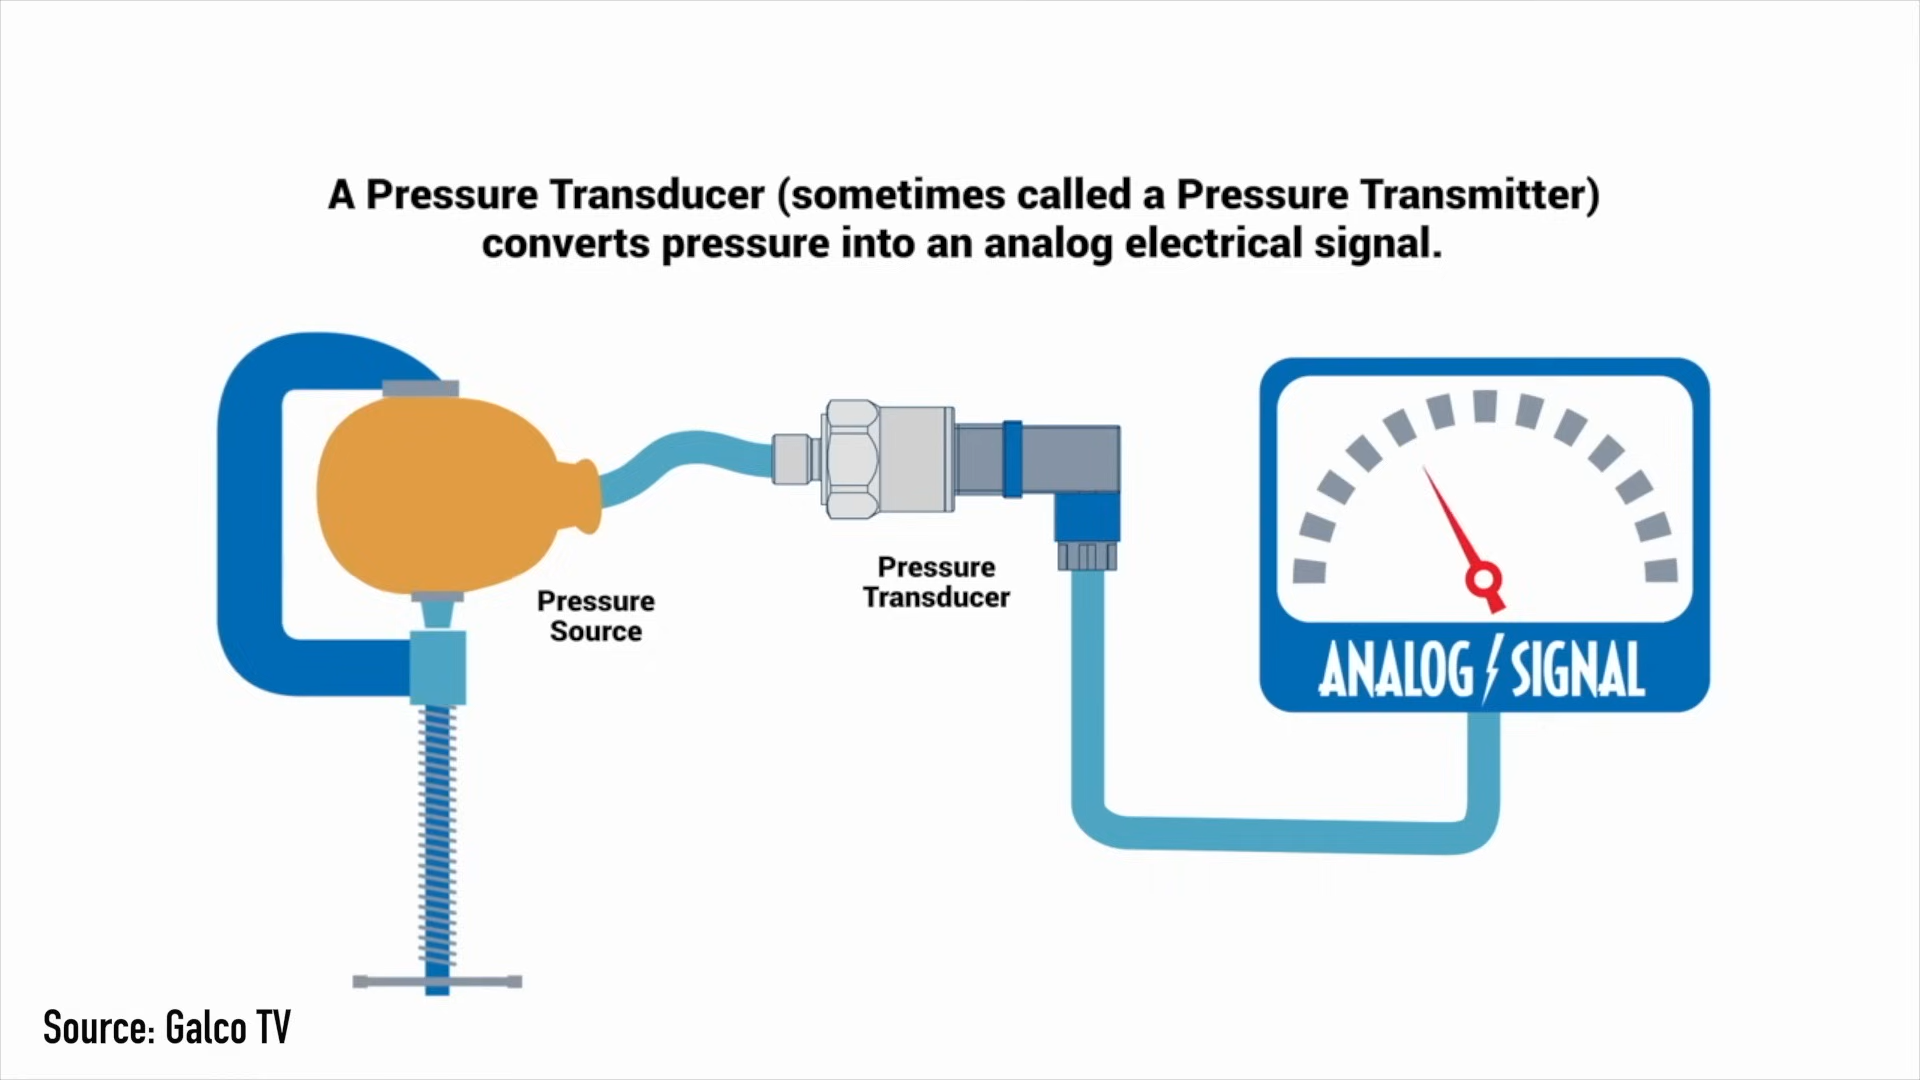 A Pressure Transducer (sometimes called a Pressure Transmitter)
converts pressure into an analog electrical signal.
Pressure
Source
Pressure
Transducer
ANALOG SIGNAL
Source: Galco TV